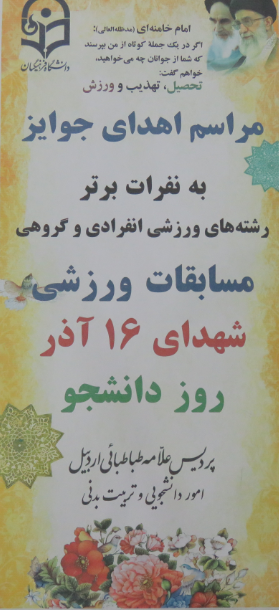 امام خامنه‌ای (مدظله‌العالی):
اگر در یک جملهٔ کوتاه از من بپرسند
که شما از جوانان چه می‌خواهید،
خواهم گفت:
تحصیل، تهذیب و ورزش
دانشگاه فرهنگیان
مراسم اهدای جوایز
به نفرات برتر
رشته‌های ورزشی انفرادی و گروهی
مسابقات ورزشی
شهدای ۱۶ آذر
روز دانشجو
پردیس علّامه طباطبائی اردبیل
امور دانشجویی و تربیت بدنی